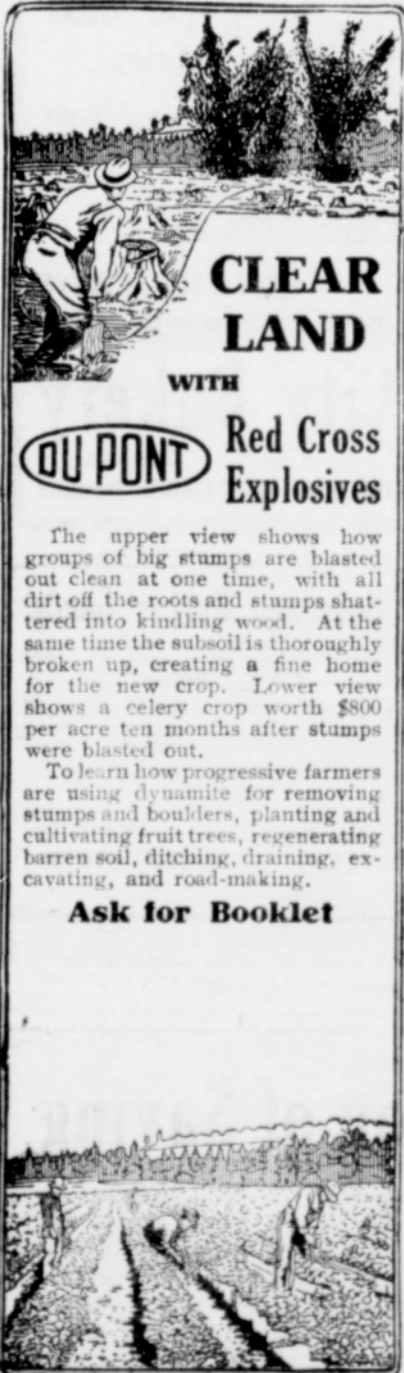 CLEAR
LAND
WITH
DU PONT
Red Cross
Explosives
The upper view shows how
groups of big stumps are blasted
out clean at one time, with all
dirt off the roots and stumps shat-
tered into kindling wood. At the
same time the subsoil is thoroughly
broken up, creating a fine home
for the new crop. Lower view
shows a celery crop worth $800
per acre ten months after stumps
were blasted out.
To learn how progressive farmers
are using dynamite for removing
stumps and boulders, planting and
cultivating fruit trees, regenerating
barren soil, ditching, draining, ex-
cavating, and road-making.
Ask for Booklet